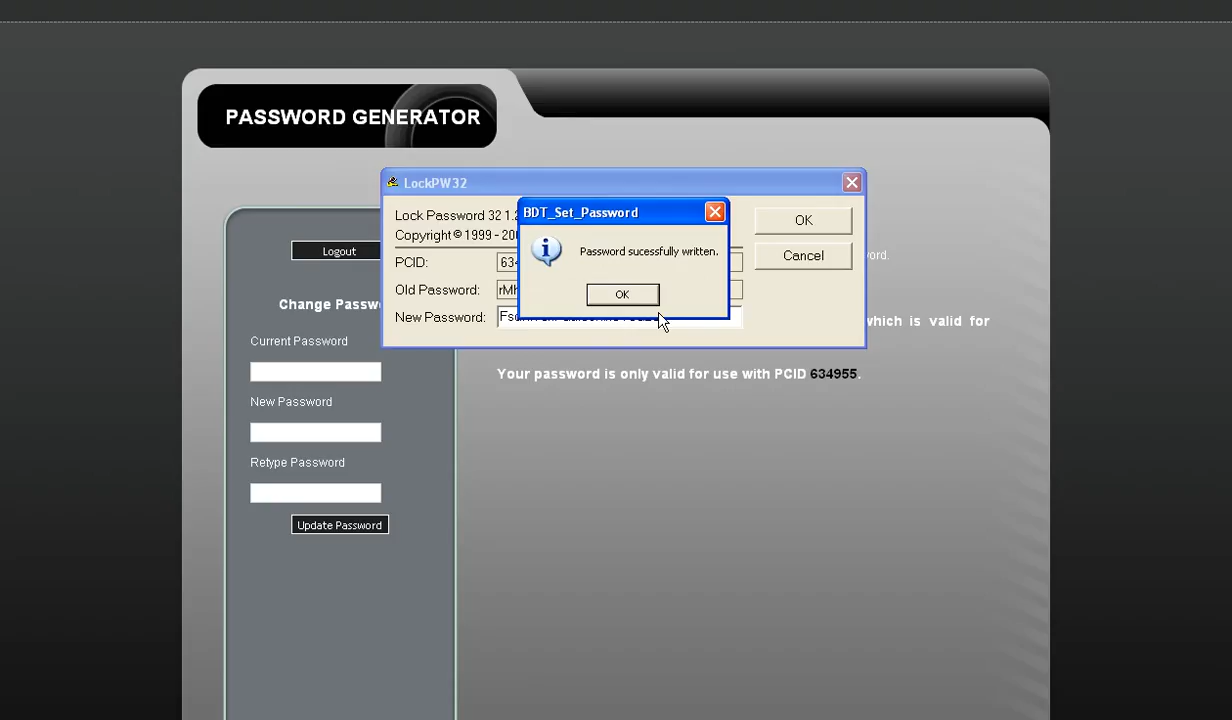 PASSWORD GENERATOR
LockPW32
Lock Password 32 1.
Copyright © 1999 - 20
BDT_Set_Password
Password sucessfully written.
OK
OK
Cancel
PCID:
Old Password:
New Password:
Logout
Change Passw
Current Password
New Password
Retype Password
Update Password
which is valid for
Your password is only valid for use with PCID 634955.